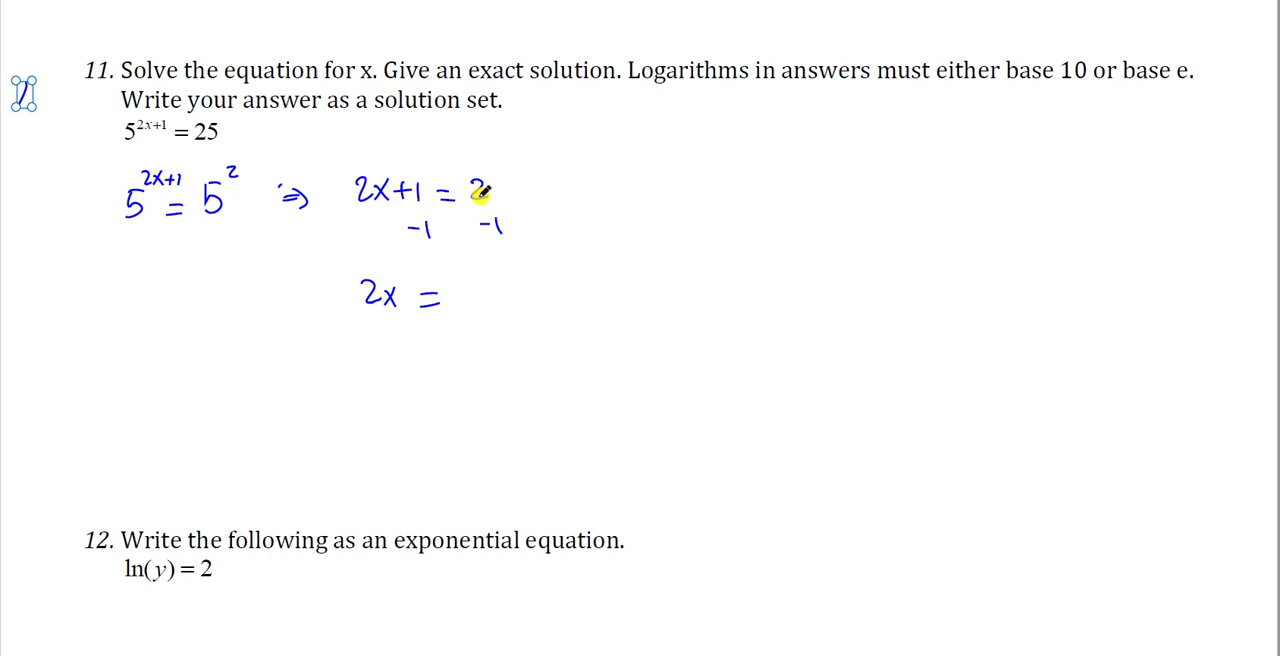 11. Solve the equation for x. Give an exact solution. Logarithms in answers must either base 10 or base e.
Write your answer as a solution set.
5^{2x+1} = 25
5^{2x+1} = 5^2 ⇒ 2x+1 = 2
-1 -1
2x =
12. Write the following as an exponential equation.
ln(y) = 2